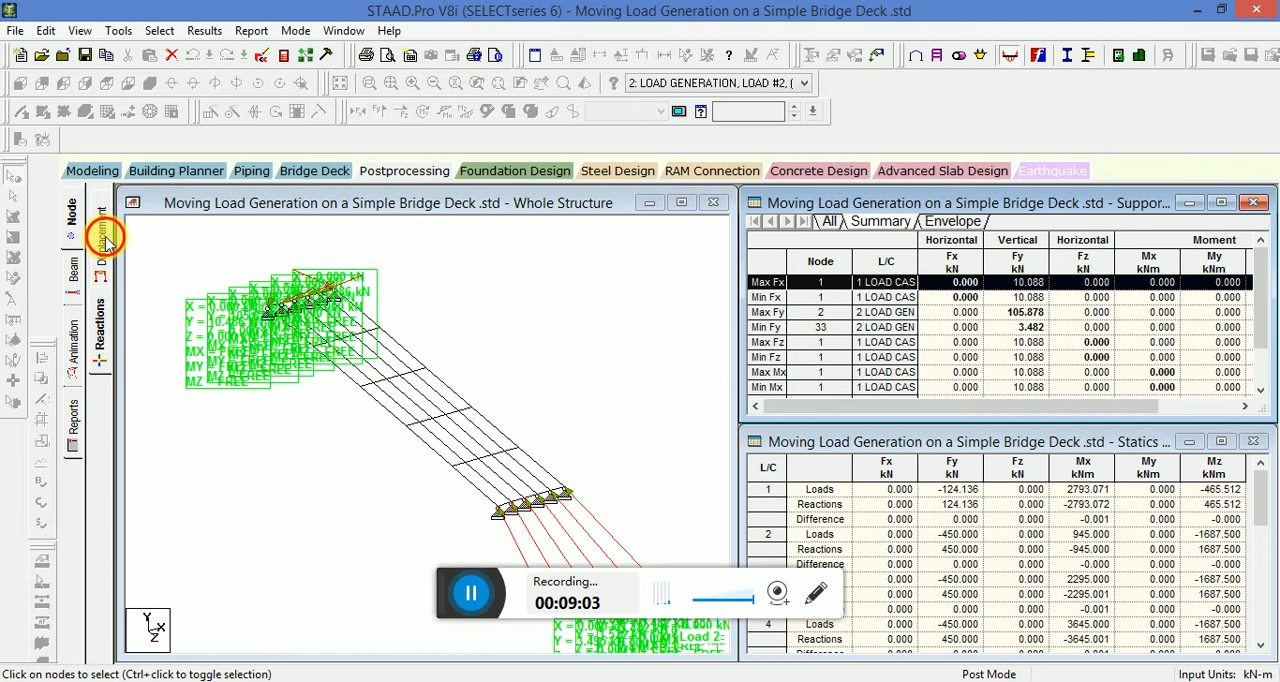 STAAD.Pro V8i (SELECTseries 6) - Moving Load Generation on a Simple Bridge Deck .std
File Edit View Tools Select Results Report Mode Window Help
2: LOAD GENERATION, LOAD #2, (
Modeling Building Planner Piping Bridge Deck Postprocessing Foundation Design Steel Design RAM Connection Concrete Design Advanced Slab Design Earthquake
Node
Beam
Animation
Reports
Displacement
Reactions
Moving Load Generation on a Simple Bridge Deck .std - Whole Structure
Y
X
Z
Load 2
Moving Load Generation on a Simple Bridge Deck .std - Suppor...
All Summary Envelope
Horizontal Vertical Horizontal Moment
Node L/C Fx kN Fy kN Fz kN Mx kNm My kNm
Max Fx 1 1 LOAD CAS 0.000 10.088 0.000 0.000 0.000
Min Fx 1 1 LOAD CAS 0.000 10.088 0.000 0.000 0.000
Max Fy 2 2 LOAD GEN 0.000 105.878 0.000 0.000 0.000
Min Fy 33 2 LOAD GEN 0.000 3.482 0.000 0.000 0.000
Max Fz 1 1 LOAD CAS 0.000 10.088 0.000 0.000 0.000
Min Fz 1 1 LOAD CAS 0.000 10.088 0.000 0.000 0.000
Max Mx 1 1 LOAD CAS 0.000 10.088 0.000 0.000 0.000
Min Mx 1 1 LOAD CAS 0.000 10.088 0.000 0.000 0.000
Moving Load Generation on a Simple Bridge Deck .std - Statics ...
L/C Fx kN Fy kN Fz kN Mx kNm My kNm Mz kNm
1 Loads 0.000 -124.136 0.000 2793.071 0.000 -465.512
Reactions 0.000 124.136 0.000 -2793.072 0.000 465.512
Difference 0.000 0.000 0.000 -0.001 0.000 -0.000
2 Loads 0.000 -450.000 0.000 945.000 0.000 -1687.500
Reactions 0.000 450.000 0.000 -945.000 0.000 1687.500
Difference 0.000 0.000 0.000 0.000 0.000 0.000
0.000 -450.000 0.000 2295.000 0.000 -1687.500
0.000 450.000 0.000 -2295.000 0.000 1687.500
4 Loads 0.000 -450.000 0.000 3645.000 0.000 -1687.500
Reactions 0.000 450.000 0.000 -3645.000 0.000 1687.500
Recording...
00:09:03
Click on nodes to select (Ctrl+click to toggle selection) Post Mode Input Units: kN-m